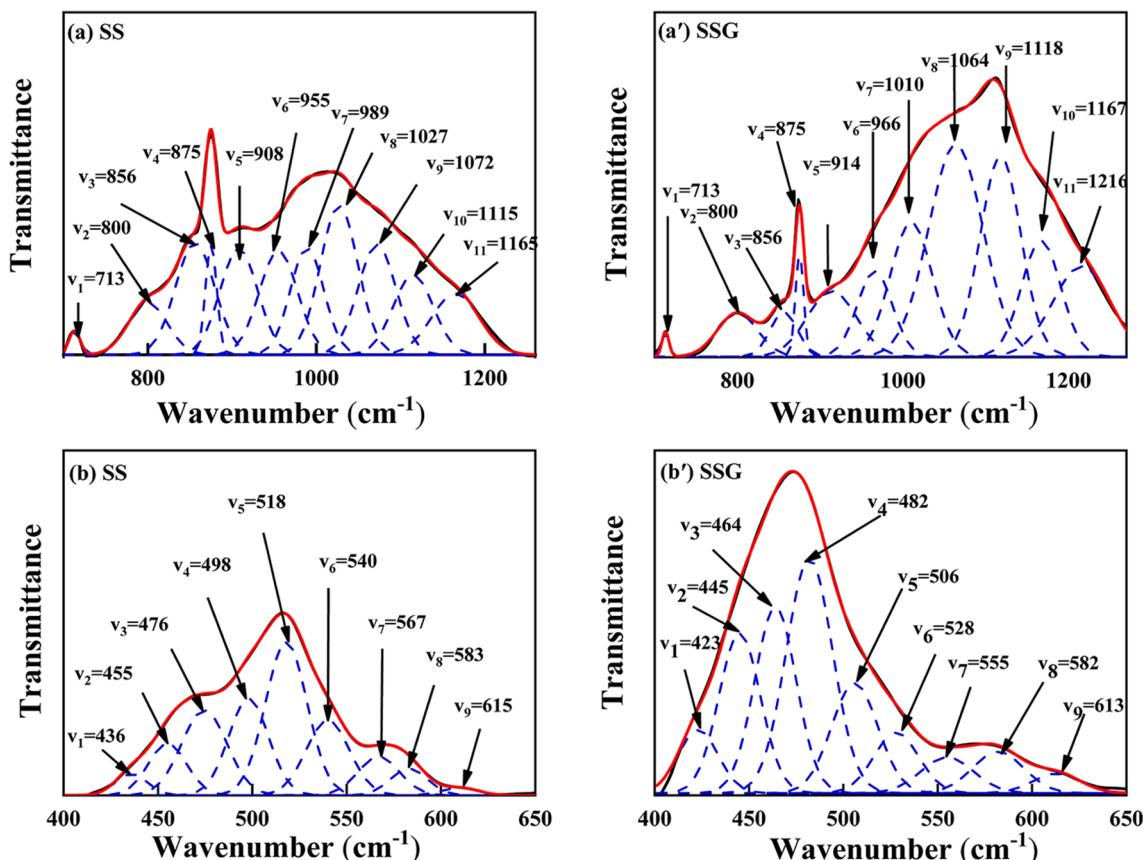 (a) SS
v₁=713
v₂=800
v₃=856
v₄=875
v₅=908
v₆=955
v₇=989
v₈=1027
v₉=1072
v₁₀=1115
v₁₁=1165
Transmittance
800 1000 1200
Wavenumber (cm⁻¹)
(a′) SSG
v₁=713
v₂=800
v₃=856
v₄=875
v₅=914
v₆=966
v₇=1010
v₈=1064
v₉=1118
v₁₀=1167
v₁₁=1216
Transmittance
800 1000 1200
Wavenumber (cm⁻¹)
(b) SS
v₁=436
v₂=455
v₃=476
v₄=498
v₅=518
v₆=540
v₇=567
v₈=583
v₉=615
Transmittance
400 450 500 550 600 650
Wavenumber (cm⁻¹)
(b′) SSG
v₁=423
v₂=445
v₃=464
v₄=482
v₅=506
v₆=528
v₇=555
v₈=582
v₉=613
Transmittance
400 450 500 550 600 650
Wavenumber (cm⁻¹)